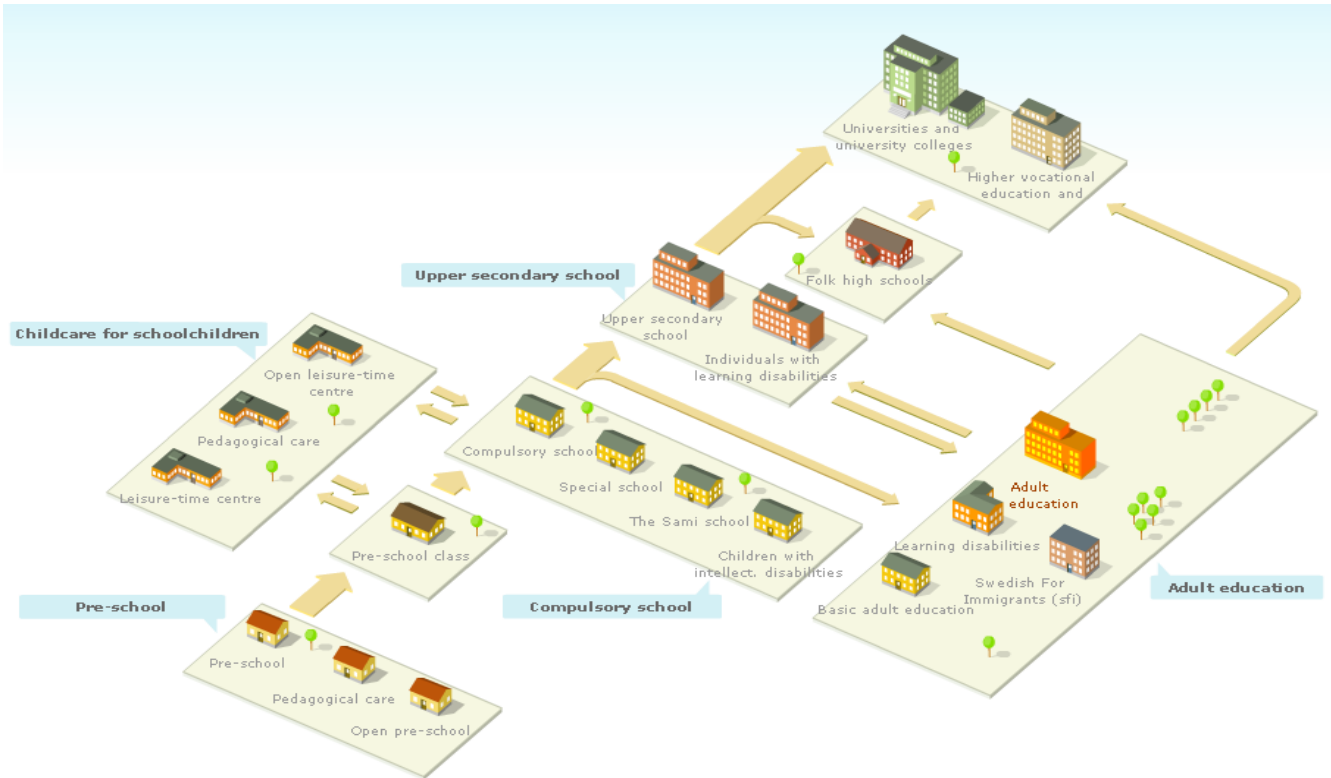 Universities and
university colleges
Higher vocational
education and
Folk high schools
Upper secondary school
Upper secondary
school
Individuals with
learning disabilities
Childcare for schoolchildren
Open leisure-time
centre
Pedagogical care
Leisure-time centre
Compulsory school
Special school
The Sami school
Children with
intellect. disabilities
Adult
education
Learning disabilities
Swedish For
Immigrants (sfi)
Basic adult education
Adult education
Pre-school class
Pre-school
Compulsory school
Pre-school
Pedagogical care
Open pre-school